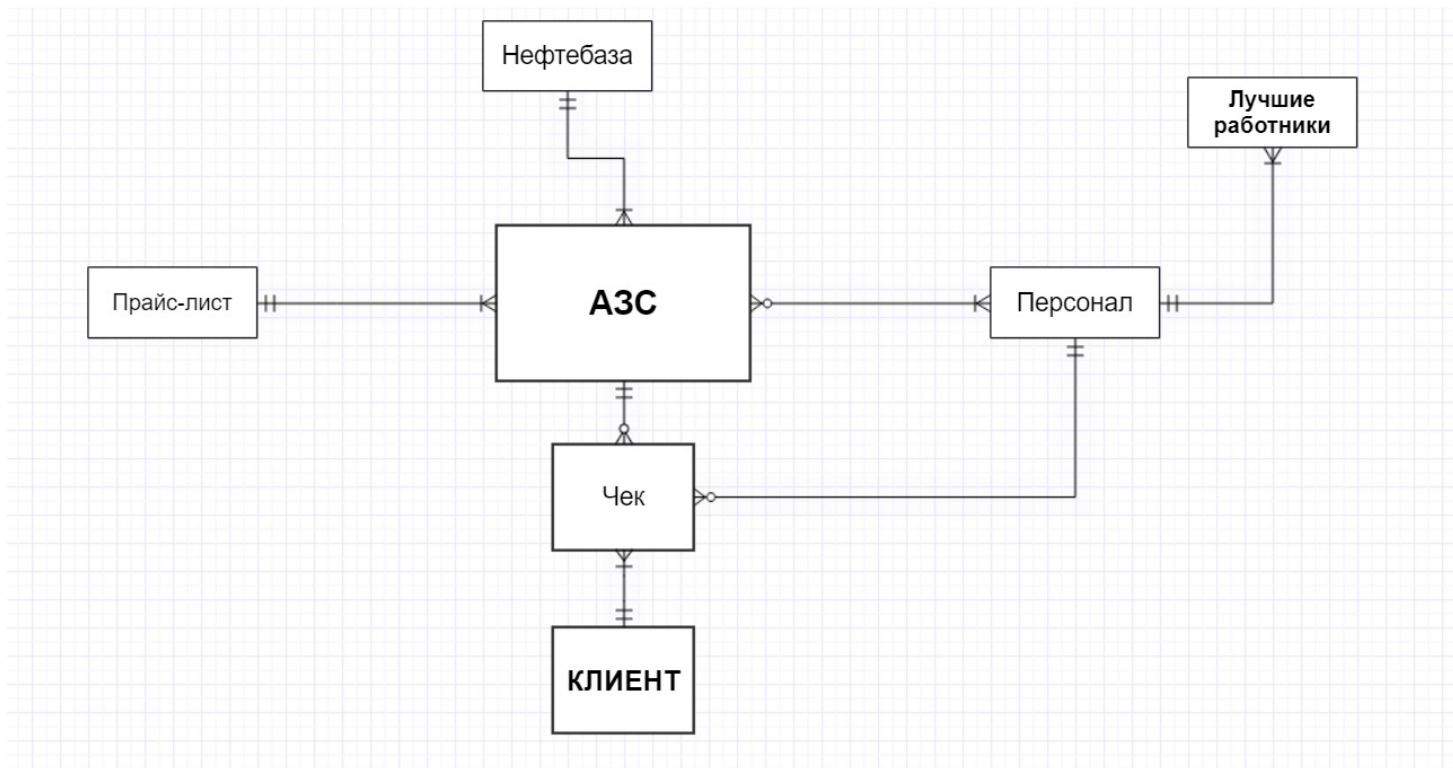 Нефтебаза
Лучшие
работники
Прайс-лист
АЗС
Персонал
Чек
КЛИЕНТ